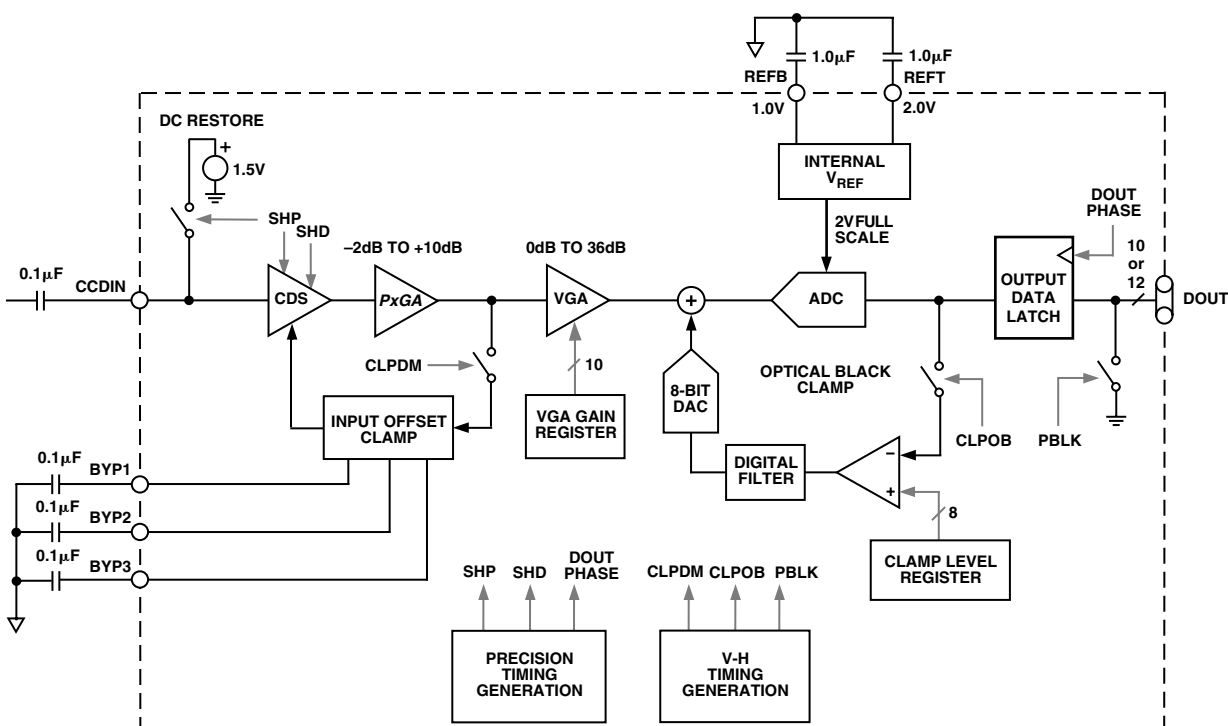 1.0µF
1.0µF
REFB
REFT
1.0V
2.0V
DC RESTORE
+
1.5V
INTERNAL
VREF
DOUT
PHASE
SHP
SHD
2V FULL
SCALE
–2dB TO +10dB
0dB TO 36dB
10
or
12
0.1µF
CCDIN
CDS
PxGA
VGA
+
ADC
OUTPUT
DATA
LATCH
DOUT
CLPDM
10
8-BIT
DAC
OPTICAL BLACK
CLAMP
INPUT OFFSET
CLAMP
VGA GAIN
REGISTER
CLPOB
PBLK
DIGITAL
FILTER
–
+
8
0.1µF
BYP1
0.1µF
BYP2
0.1µF
BYP3
CLAMP LEVEL
REGISTER
SHP
SHD
DOUT
PHASE
CLPDM
CLPOB
PBLK
PRECISION
TIMING
GENERATION
V-H
TIMING
GENERATION